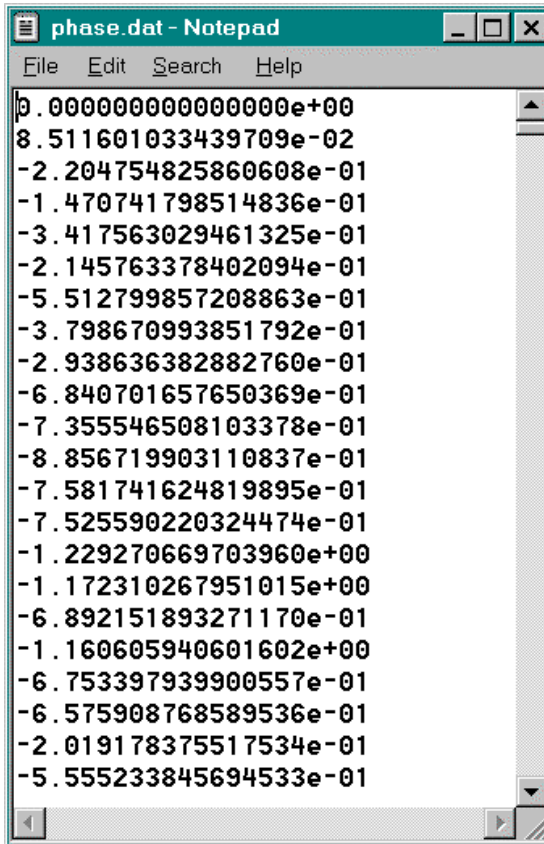 phase.dat - Notepad
File Edit Search Help
0.000000000000000e+00
8.511601033439709e-02
-2.204754825860608e-01
-1.470741798514836e-01
-3.417563029461325e-01
-2.145763378402094e-01
-5.512799857208863e-01
-3.798670993851792e-01
-2.938636382882760e-01
-6.840701657650369e-01
-7.355546508103378e-01
-8.856719903110837e-01
-7.581741624819895e-01
-7.525590220324474e-01
-1.229270669703960e+00
-1.172310267951015e+00
-6.892151893271170e-01
-1.160605940601602e+00
-6.753397939900557e-01
-6.575908768589536e-01
-2.019178375517534e-01
-5.555233845694533e-01